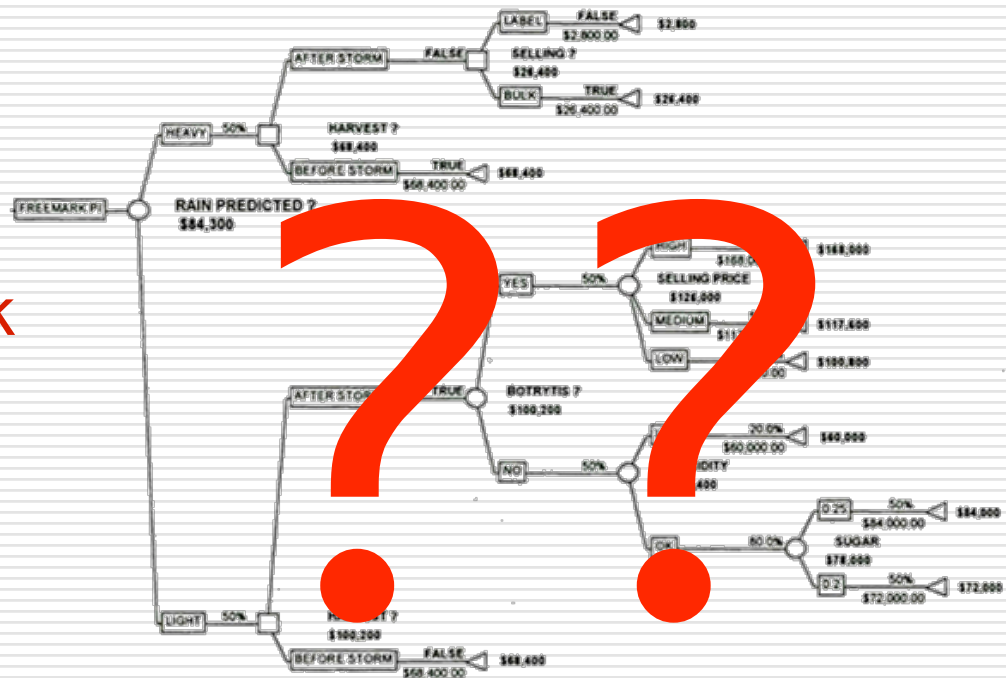 LABEL FALSE $2,800
$2,800.00
AFTER STORM FALSE SELLING ?
$26,400
BULK TRUE $26,400
$26,400.00
HEAVY 50% HARVEST ?
$68,400
BEFORE STORM TRUE $68,400
$68,400.00
FREEMARK PI RAIN PREDICTED ?
$84,300
HIGH $168,000
YES 50% SELLING PRICE
$126,000
MEDIUM $117,600
LOW $100,800
k
AFTER STORM TRUE BOTRYTIS ?
$100,200
20.0% $60,000
$60,000.00
NO 50%
0.25 50% $84,000
$84,000.00
OK 80.0% SUGAR
$78,000
0.2 50% $72,000
$72,000.00
LIGHT 50%
$100,200
BEFORE STORM FALSE $68,400
$68,400.00
? ?